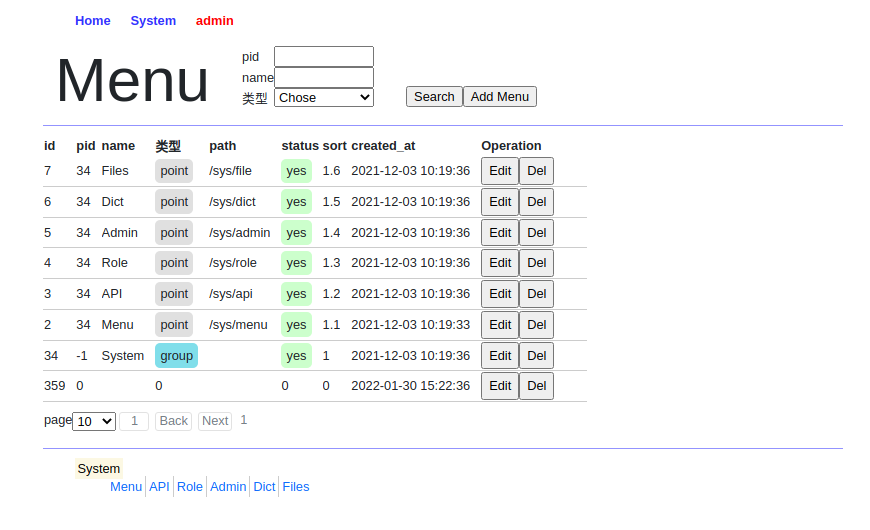 Home System admin
Menu
pid
name
类型 Chose Search Add Menu
id pid name 类型 path status sort created_at Operation
7 34 Files point /sys/file yes 1.6 2021-12-03 10:19:36 Edit Del
6 34 Dict point /sys/dict yes 1.5 2021-12-03 10:19:36 Edit Del
5 34 Admin point /sys/admin yes 1.4 2021-12-03 10:19:36 Edit Del
4 34 Role point /sys/role yes 1.3 2021-12-03 10:19:36 Edit Del
3 34 API point /sys/api yes 1.2 2021-12-03 10:19:36 Edit Del
2 34 Menu point /sys/menu yes 1.1 2021-12-03 10:19:33 Edit Del
34 -1 System group yes 1 2021-12-03 10:19:36 Edit Del
359 0 0 0 0 2022-01-30 15:22:36 Edit Del
page 10 1 Back Next 1
System
Menu API Role Admin Dict Files